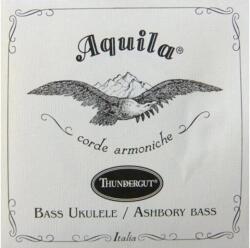 Aquila®
corde armoniche
THUNDERGUT®
BASS UKULELE / ASHBORY BASS
Italia